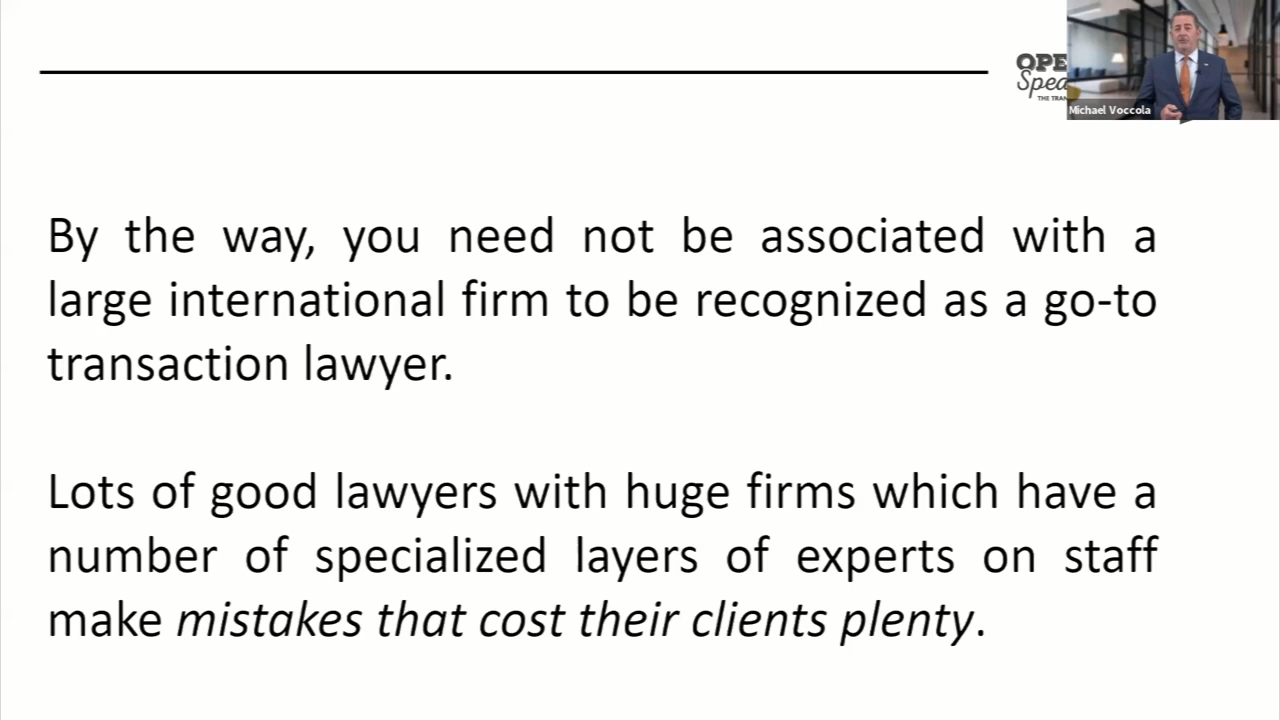 Michael Voccola
By the way, you need not be associated with a
large international firm to be recognized as a go-to
transaction lawyer.
Lots of good lawyers with huge firms which have a
number of specialized layers of experts on staff
make mistakes that cost their clients plenty.